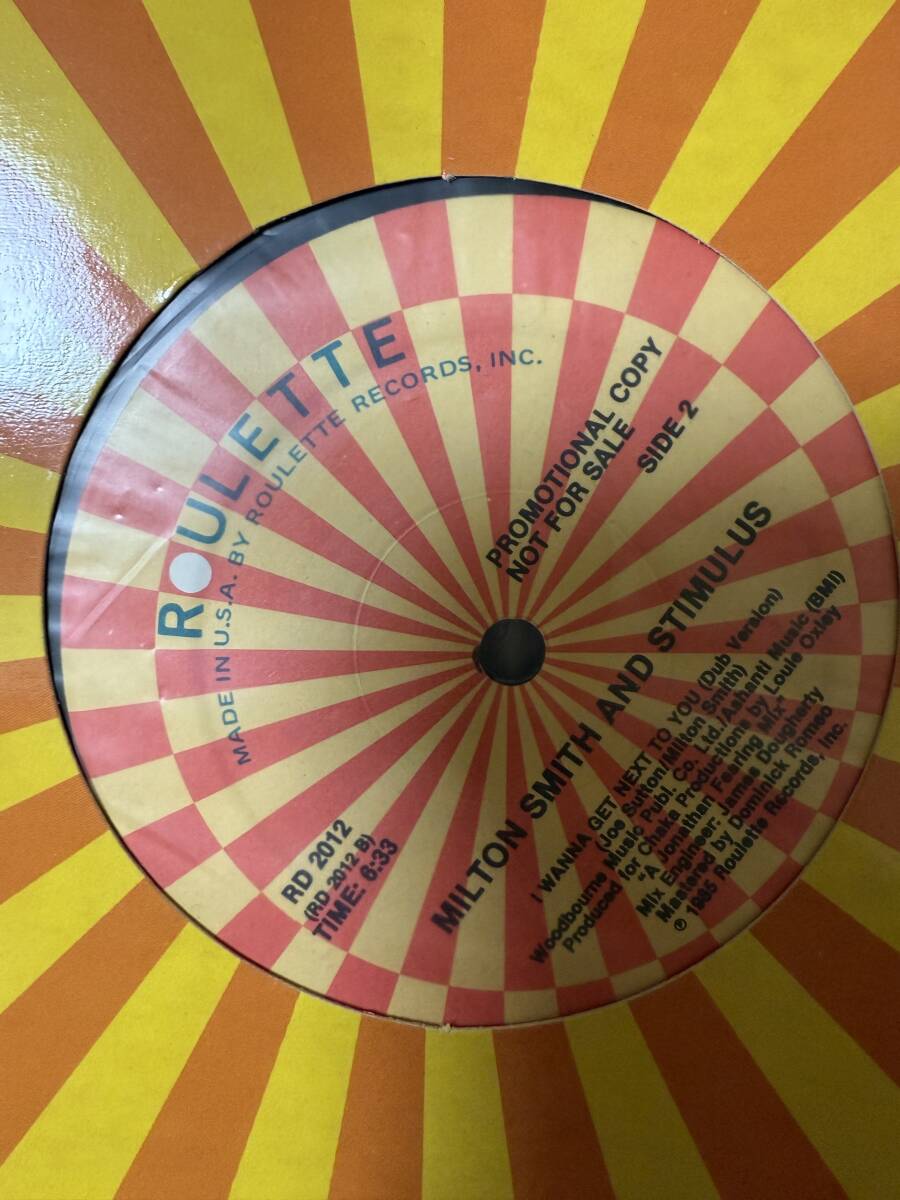 ROULETTE
MADE IN U.S.A. BY ROULETTE RECORDS, INC.
PROMOTIONAL COPY
NOT FOR SALE
SIDE 2
RD 2012
(RD 2012 B)
TIME: 6:33
MILTON SMITH AND STIMULUS
I WANNA GET NEXT TO YOU (Dub Version)
(Joe Sutton/Milton Smith)
Woodbourne Music Publ. Co. Ltd./Ashanti Music (BMI)
Produced for Chaka Productions by Louie Oxley
"A Jonathan Fearing Mix"
Mix Engineer- James Dougherty
Mastered by Dominick Romeo
℗ 1985 Roulette Records, Inc.